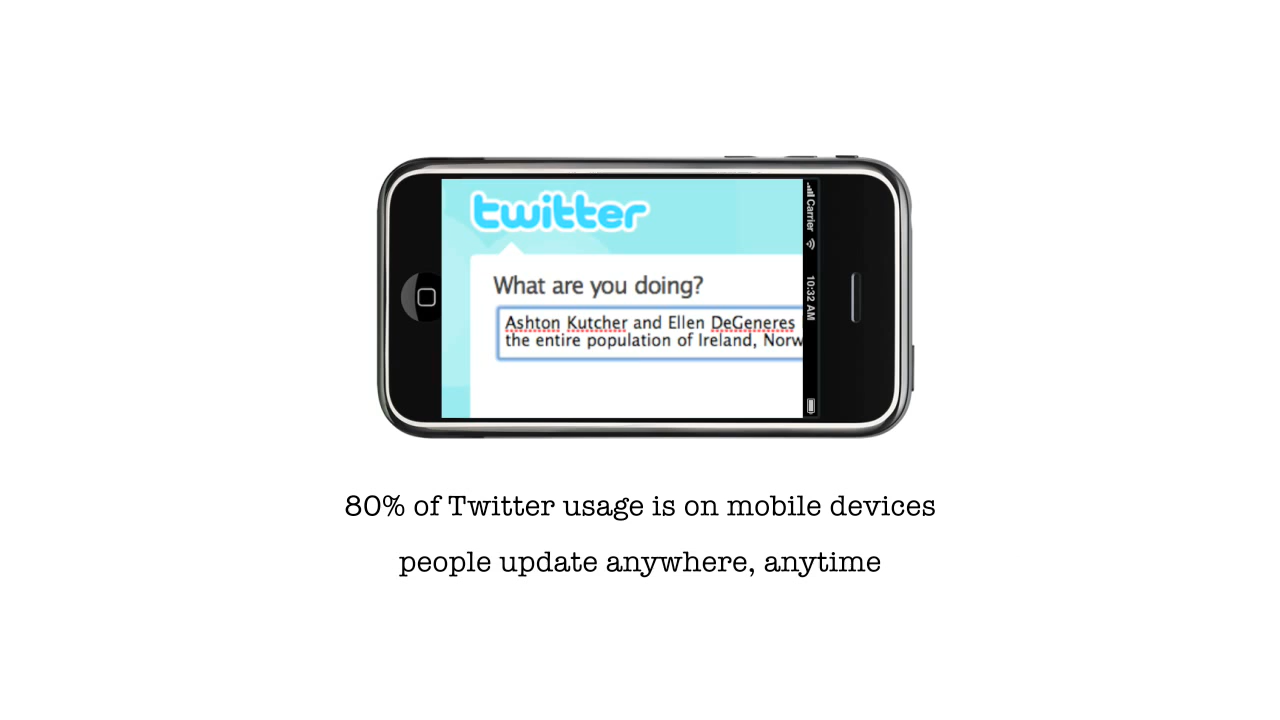 twitter
What are you doing?
Ashton Kutcher and Ellen DeGeneres
the entire population of Ireland,
Carrier
10:32 AM
80% of Twitter usage is on mobile devices
people update anywhere, anytime